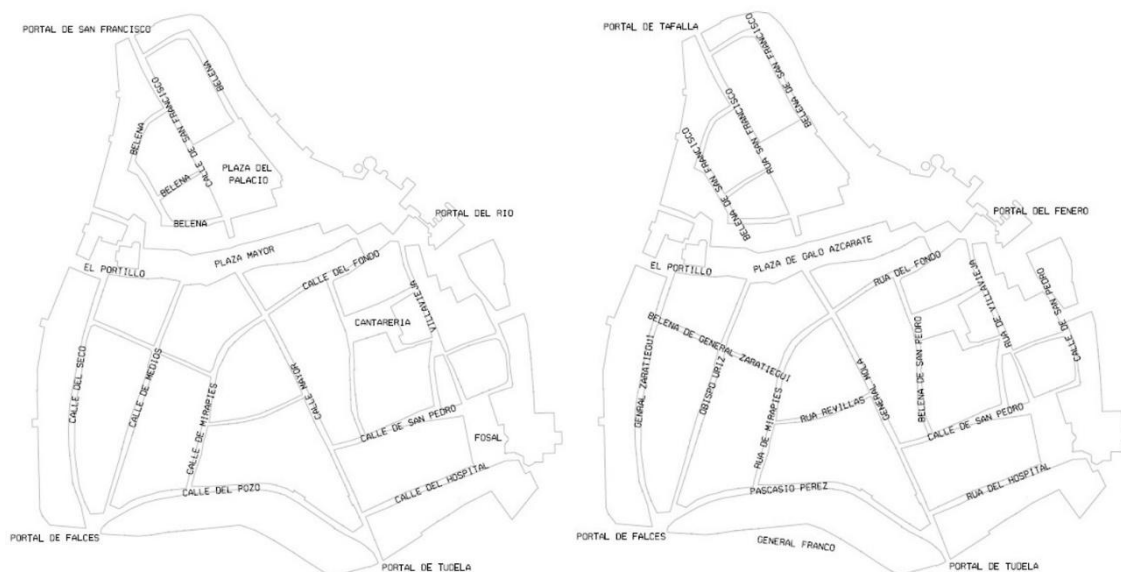 PORTAL DE SAN FRANCISCO
BELENA
CALLE DE SAN FRANCISCO
BELENA
PLAZA DEL
PALACIO
BELENA
BELENA
PORTAL DEL RIO
PLAZA MAYOR
EL PORTILLO
CALLE DEL FONDO
VILLAVIEJA
CANTARERIA
CALLE DEL SECO
CALLE DE MEDIOS
CALLE DE MIRAPIES
CALLE MAYOR
CALLE DE SAN PEDRO
FOSAL
CALLE DEL HOSPITAL
CALLE DEL POZO
PORTAL DE FALCES
PORTAL DE TUDELA
PORTAL DE TAFALLA
BELENA DE SAN FRANCISCO
RUA SAN FRANCISCO
BELENA DE SAN FRANCISCO
PORTAL DEL FENERO
PLAZA DE GALO AZCARATE
EL PORTILLO
RUA DEL FONDO
RUA DE VILLAVIEJA
CALLE DE SAN PEDRO
BELENA DE GENERAL ZARATIEGUI
GENRAL ZARATIEGUI
OBISPO URIZ
RUA DE MIRAPIES
RUA REVILLAS
GENERAL MOLA
BELENA DE SAN PEDRO
CALLE DE SAN PEDRO
RUA DEL HOSPITAL
PASCASIO PEREZ
GENERAL FRANCO
PORTAL DE FALCES
PORTAL DE TUDELA